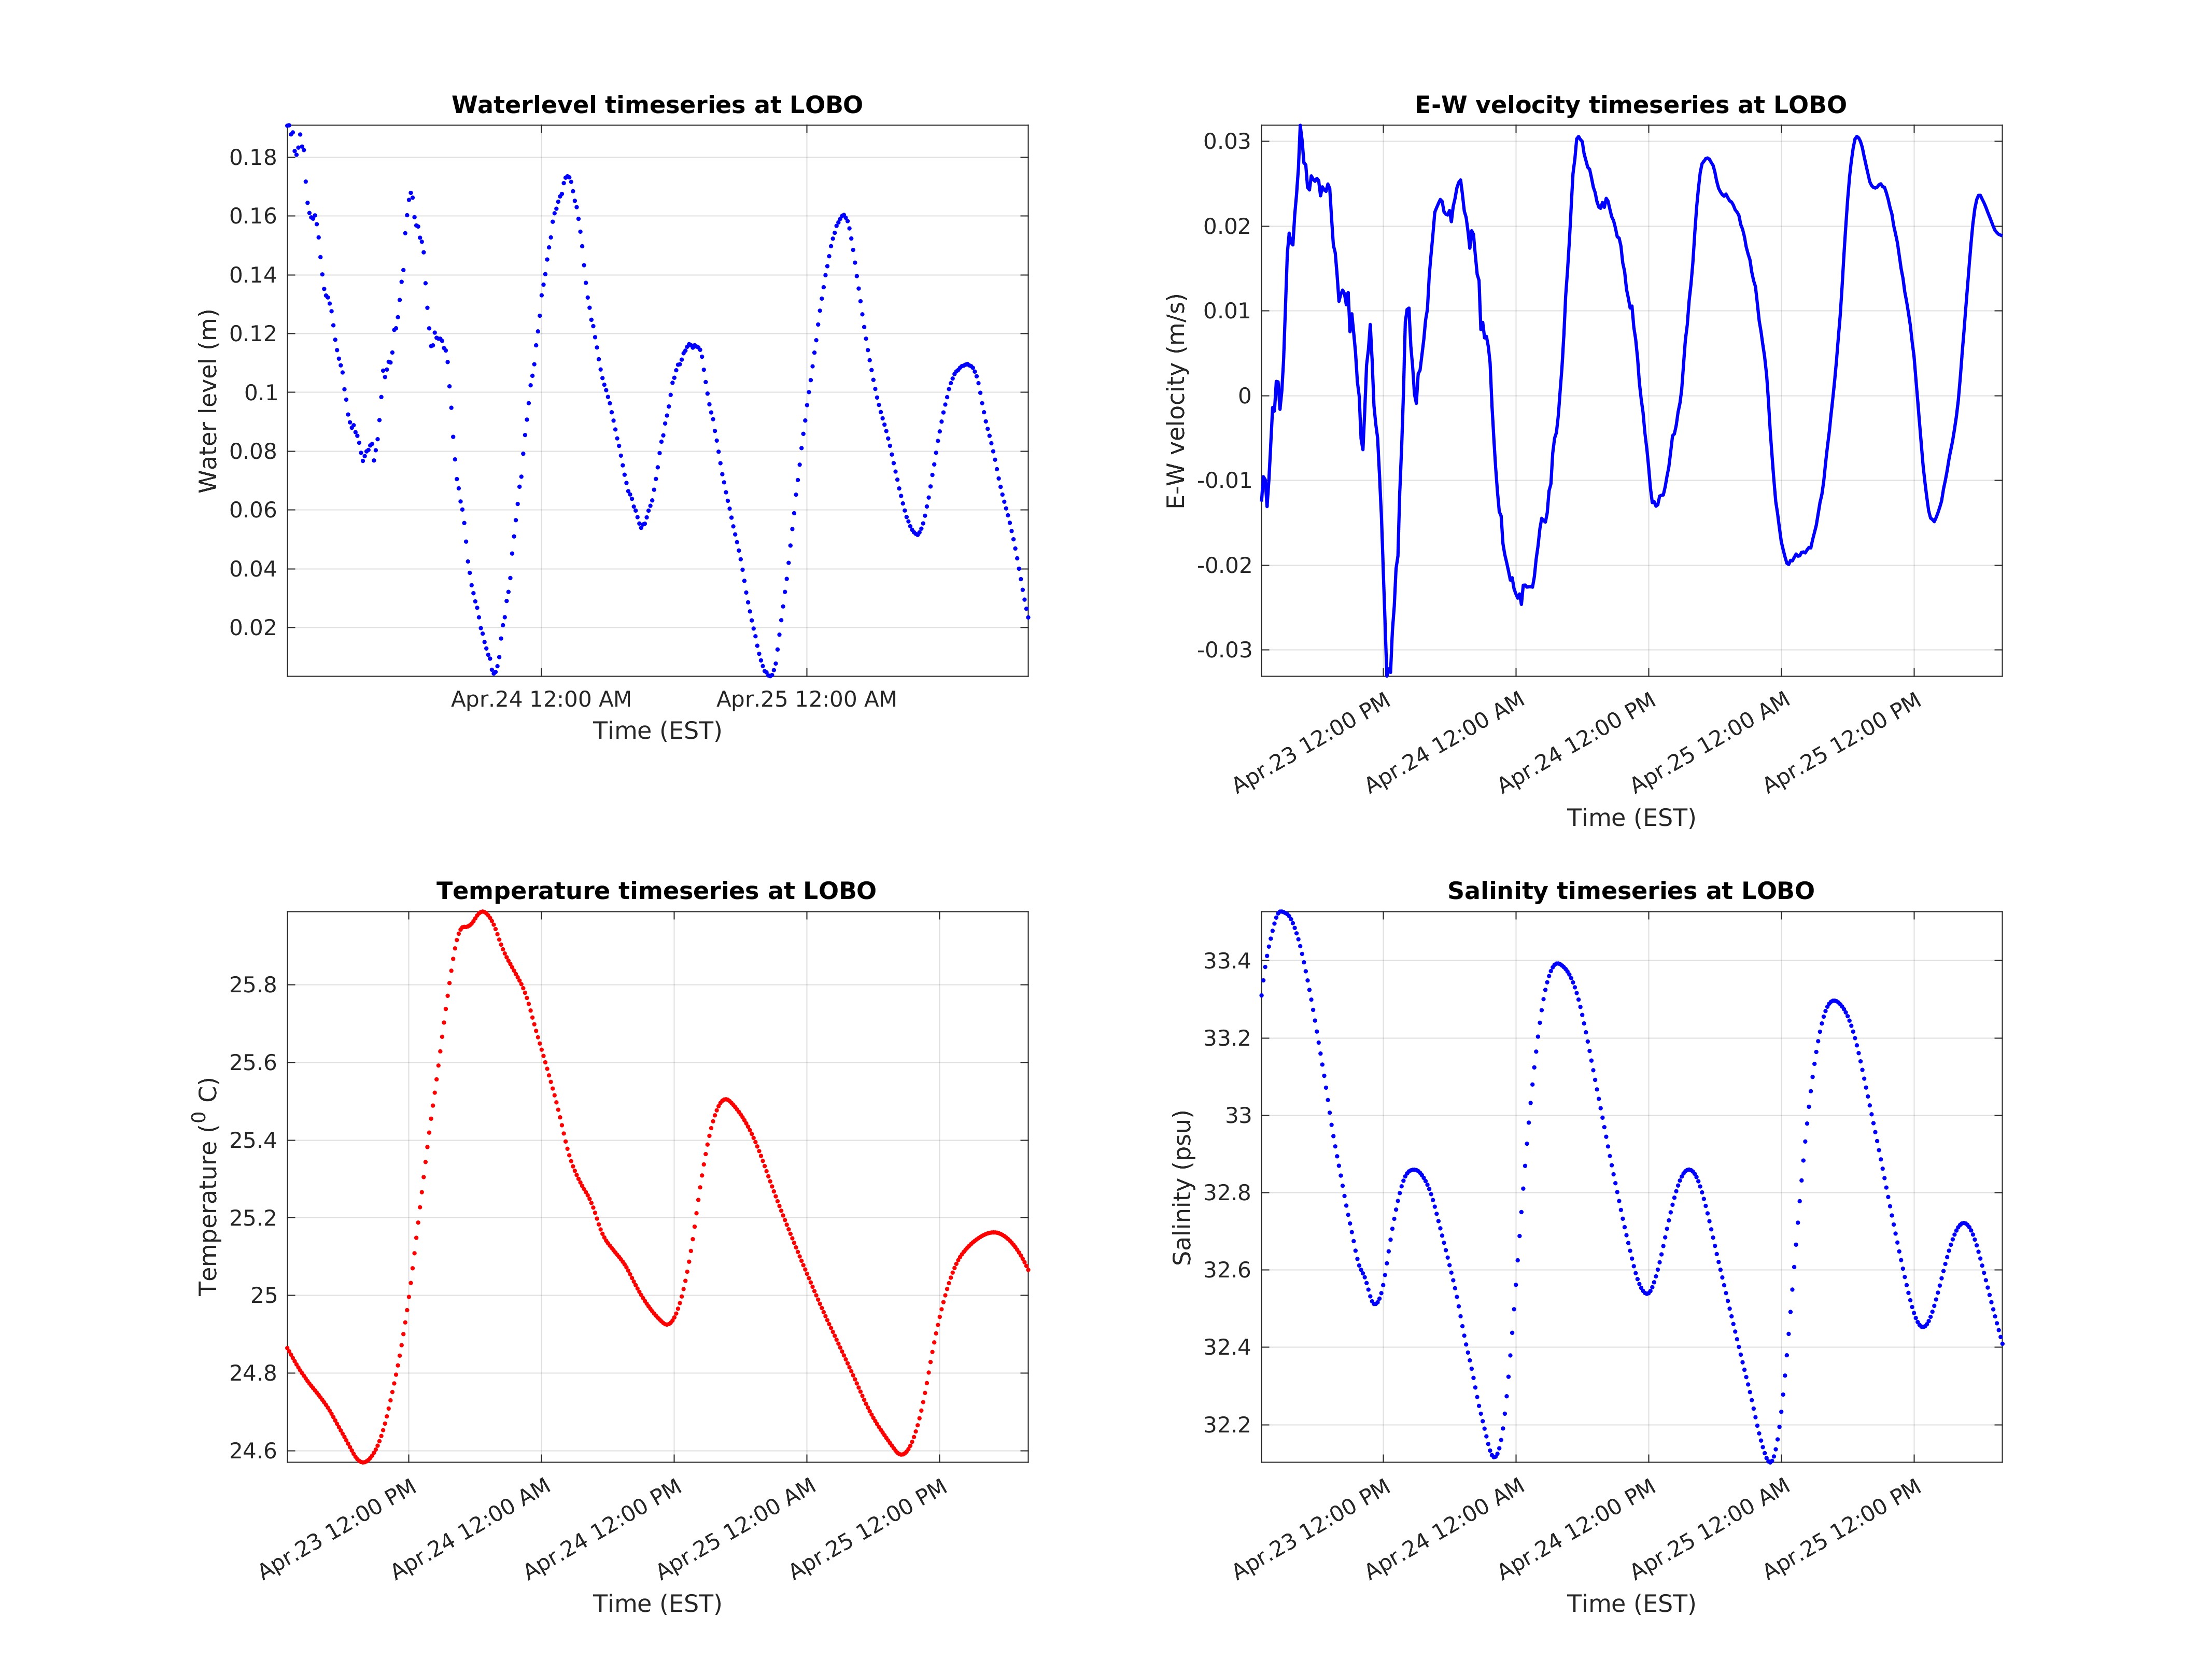 Waterlevel timeseries at LOBO
0.18
0.16
0.14
0.12
0.1
0.08
0.06
0.04
0.02
Water level (m)
Apr.24 12:00 AM
Apr.25 12:00 AM
Time (EST)
E-W velocity timeseries at LOBO
0.03
0.02
0.01
0
-0.01
-0.02
-0.03
E-W velocity (m/s)
Apr.23 12:00 PM
Apr.24 12:00 AM
Apr.24 12:00 PM
Apr.25 12:00 AM
Apr.25 12:00 PM
Time (EST)
Temperature timeseries at LOBO
25.8
25.6
25.4
25.2
25
24.8
24.6
Temperature (⁰ C)
Apr.23 12:00 PM
Apr.24 12:00 AM
Apr.24 12:00 PM
Apr.25 12:00 AM
Apr.25 12:00 PM
Time (EST)
Salinity timeseries at LOBO
33.4
33.2
33
32.8
32.6
32.4
32.2
Salinity (psu)
Apr.23 12:00 PM
Apr.24 12:00 AM
Apr.24 12:00 PM
Apr.25 12:00 AM
Apr.25 12:00 PM
Time (EST)